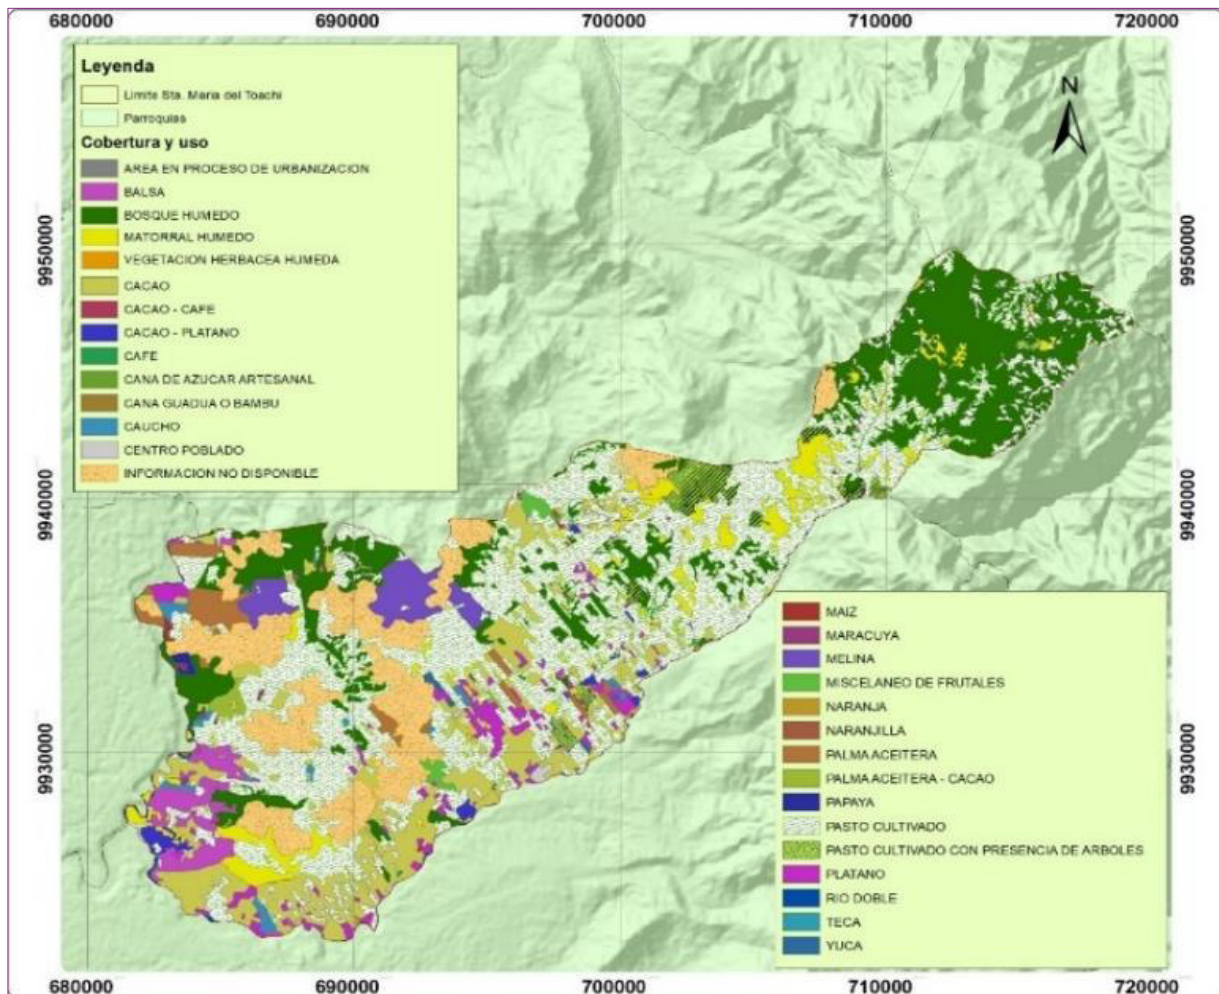 680000 690000 700000 710000 720000
Leyenda
Limite Sta. Maria del Toachi
Parroquias
Cobertura y uso
AREA EN PROCESO DE URBANIZACION
BALSA
BOSQUE HUMEDO
MATORRAL HUMEDO
VEGETACION HERBACEA HUMEDA
CACAO
CACAO - CAFE
CACAO - PLATANO
CAFE
CANA DE AZUCAR ARTESANAL
CANA GUADUA O BAMBU
CAUCHO
CENTRO POBLADO
INFORMACION NO DISPONIBLE
N
9950000
9940000
9930000
9950000
9940000
9930000
MAIZ
MARACUYA
MELINA
MISCELANEO DE FRUTALES
NARANJA
NARANJILLA
PALMA ACEITERA
PALMA ACEITERA - CACAO
PAPAYA
PASTO CULTIVADO
PASTO CULTIVADO CON PRESENCIA DE ARBOLES
PLATANO
RIO DOBLE
TECA
YUCA
680000 690000 700000 710000 720000